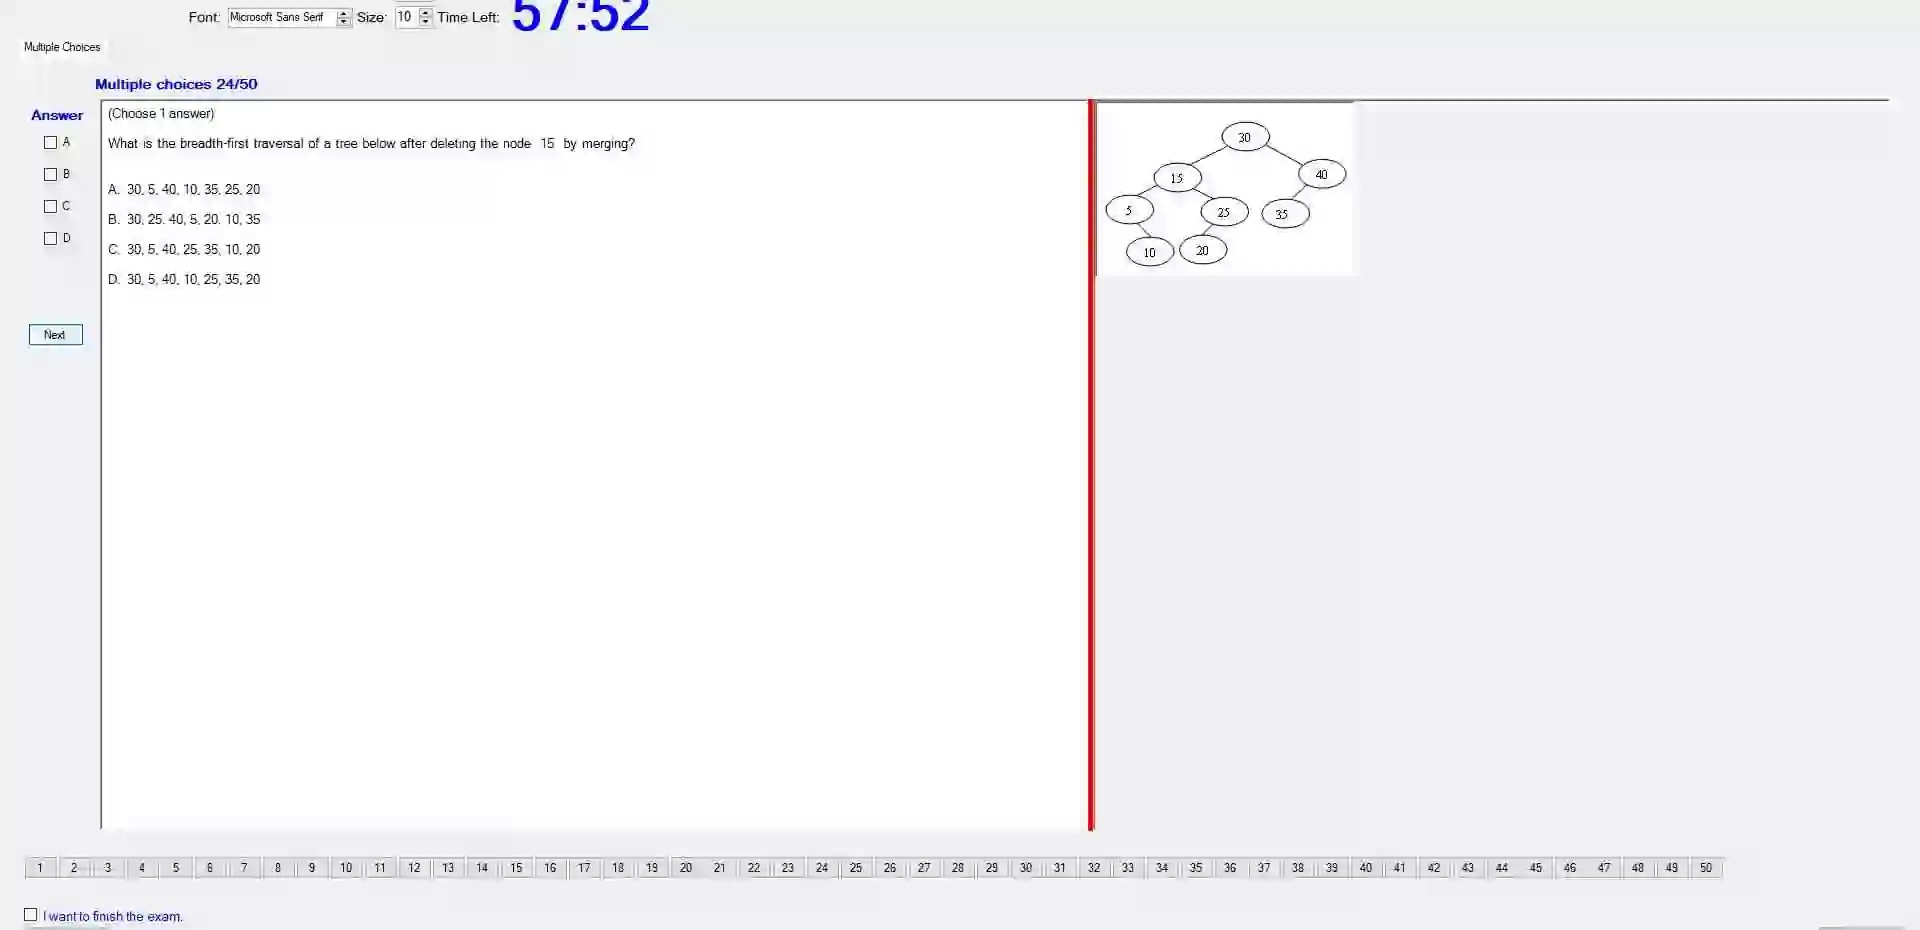 Font: Microsoft Sans Serif Size: 10 Time Left: 57:52
Multiple Choices
Multiple choices 24/50
Answer
A
B
C
D
Next
(Choose 1 answer)
What is the breadth-first traversal of a tree below after deleting the node 15 by merging?
A. 30, 5, 40, 10, 35, 25, 20
B. 30, 25. 40, 5, 20. 10, 35
C. 30, 5, 40, 25, 35, 10, 20
D. 30, 5, 40, 10, 25, 35, 20
30
15 40
5 25 35
10 20
1 2 3 4 5 6 7 8 9 10 11 12 13 14 15 16 17 18 19 20 21 22 23 24 25 26 27 28 29 30 31 32 33 34 35 36 37 38 39 40 41 42 43 44 45 46 47 48 49 50
I want to finish the exam.